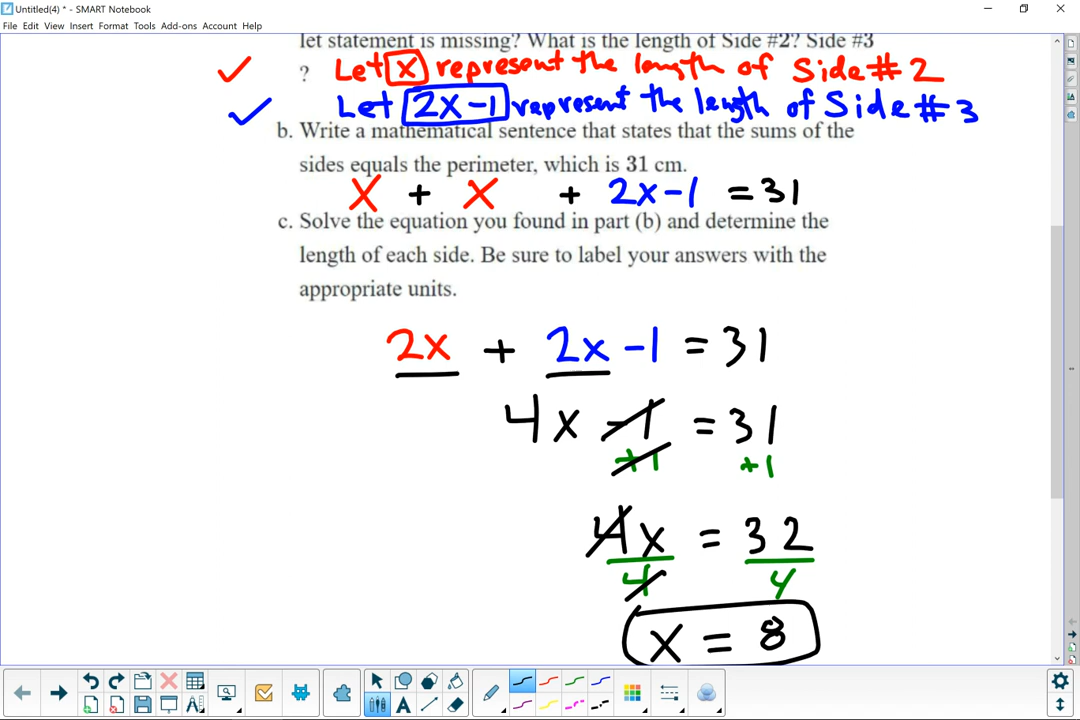 Untitled(4) * - SMART Notebook
File Edit View Insert Format Tools Add-ons Account Help
let statement is missing? What is the length of Side #2? Side #3
? Let x represent the length of Side # 2
Let 2x-1 represent the length of Side # 3
b. Write a mathematical sentence that states that the sums of the
sides equals the perimeter, which is 31 cm.
x + x + 2x-1 = 31
c. Solve the equation you found in part (b) and determine the
length of each side. Be sure to label your answers with the
appropriate units.
2x + 2x -1 = 31
4x -1 = 31
+1 +1
4x = 32
4 4
x = 8